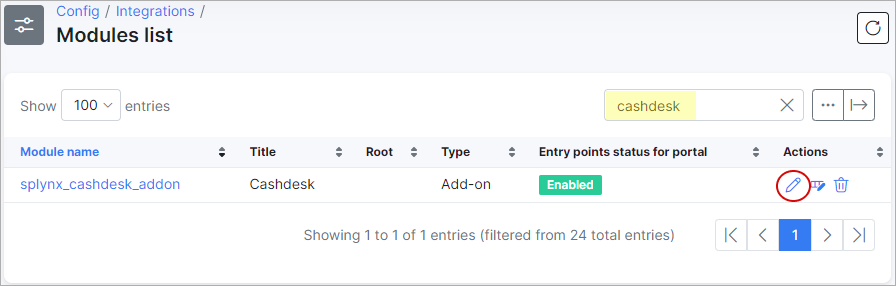 Config / Integrations /
Modules list
Show 100 entries cashdesk
Module name Title Root Type Entry points status for portal Actions
splynx_cashdesk_addon Cashdesk Add-on Enabled
Showing 1 to 1 of 1 entries (filtered from 24 total entries) 1